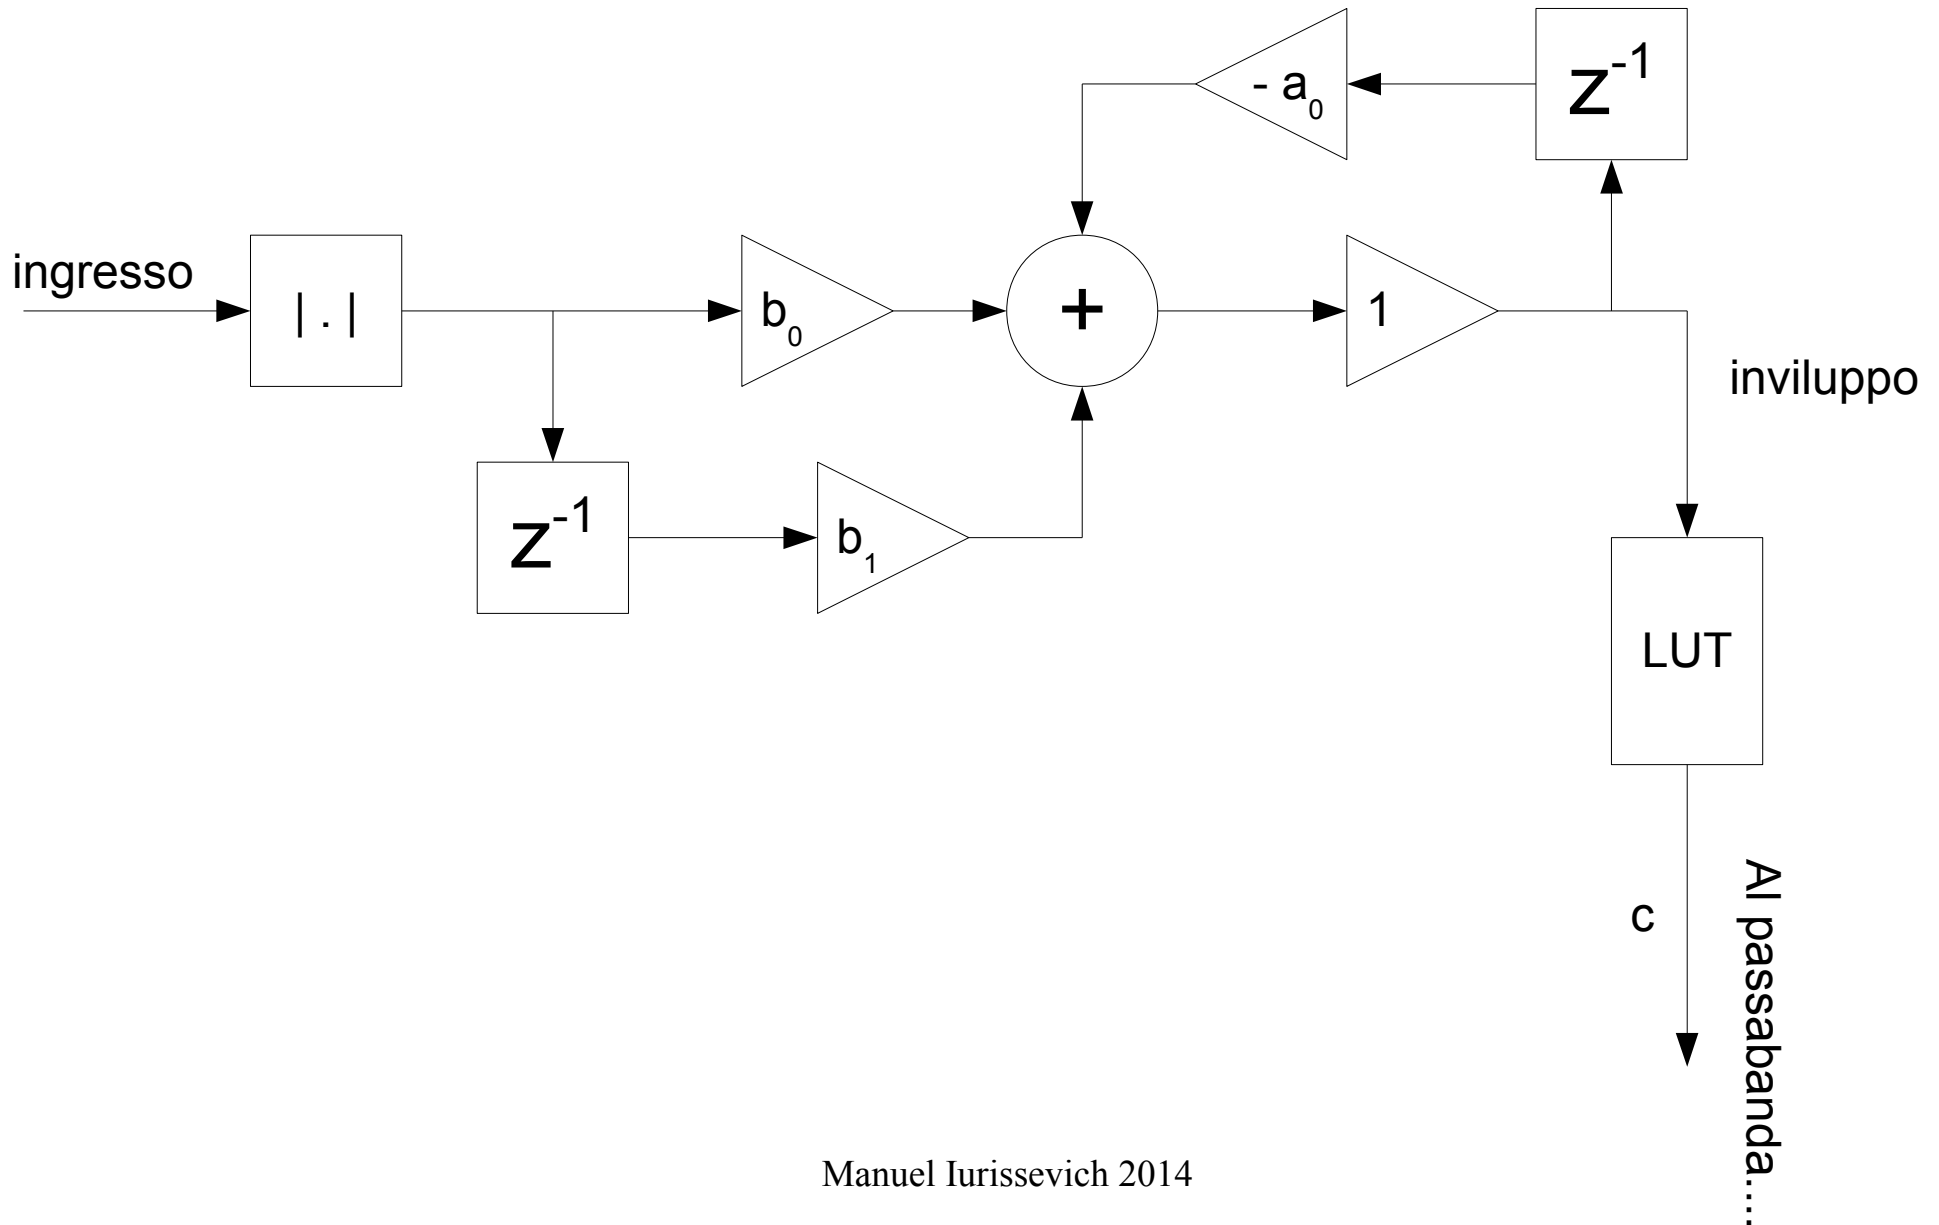 - a₀
z⁻¹
ingresso
| . |
b₀
+
1
inviluppo
z⁻¹
b₁
LUT
c
Al passabanda....
Manuel Iurissevich 2014